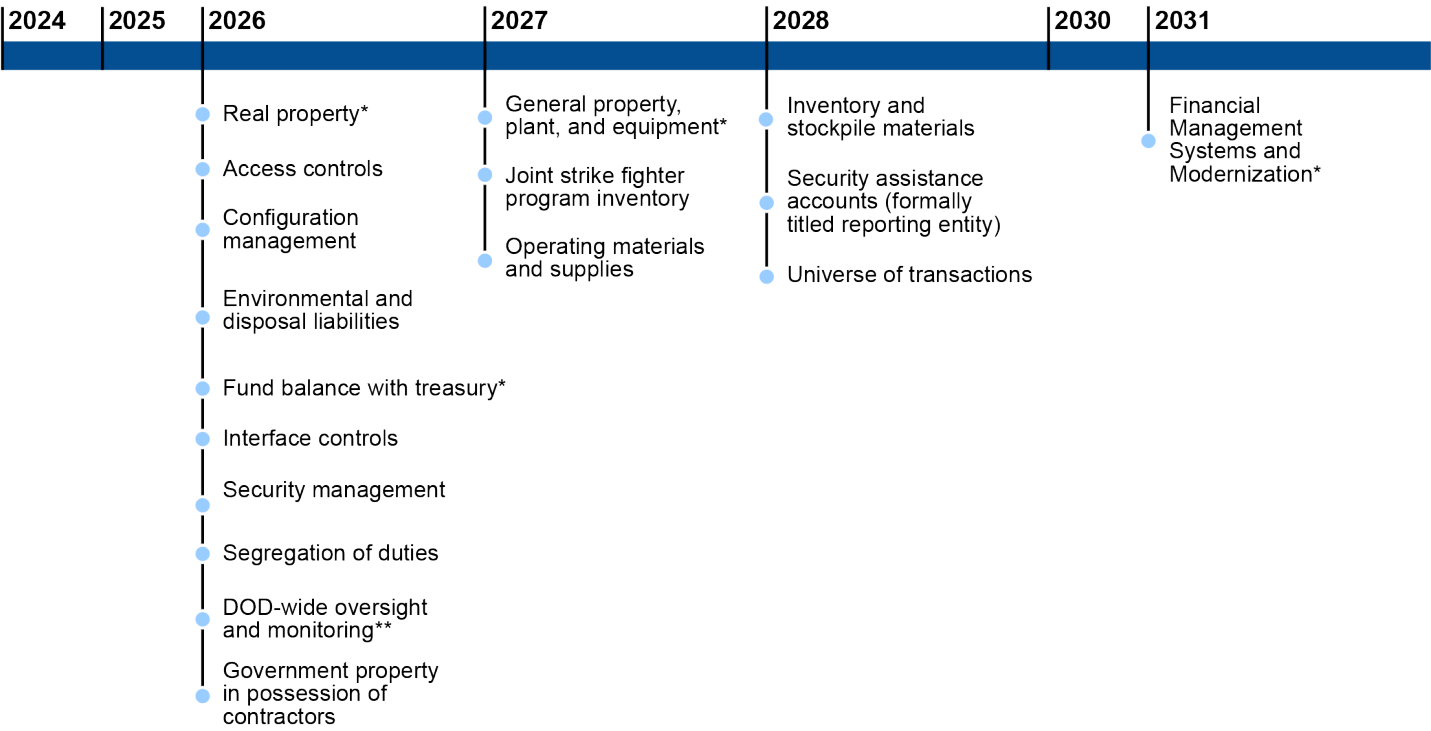 2024
2025
2026
2027
2028
2030
2031
Real property*
Access controls
Configuration
management
Environmental and
disposal liabilities
Fund balance with treasury*
Interface controls
Security management
Segregation of duties
DOD-wide oversight
and monitoring**
Government property
in possession of
contractors
General property,
plant, and equipment*
Joint strike fighter
program inventory
Operating materials
and supplies
Inventory and
stockpile materials
Security assistance
accounts (formally
titled reporting entity)
Universe of transactions
Financial
Management
Systems and
Modernization*